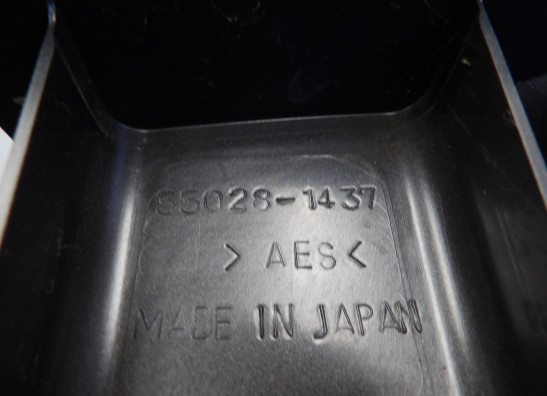 55028-1437
> AES <
MADE IN JAPAN